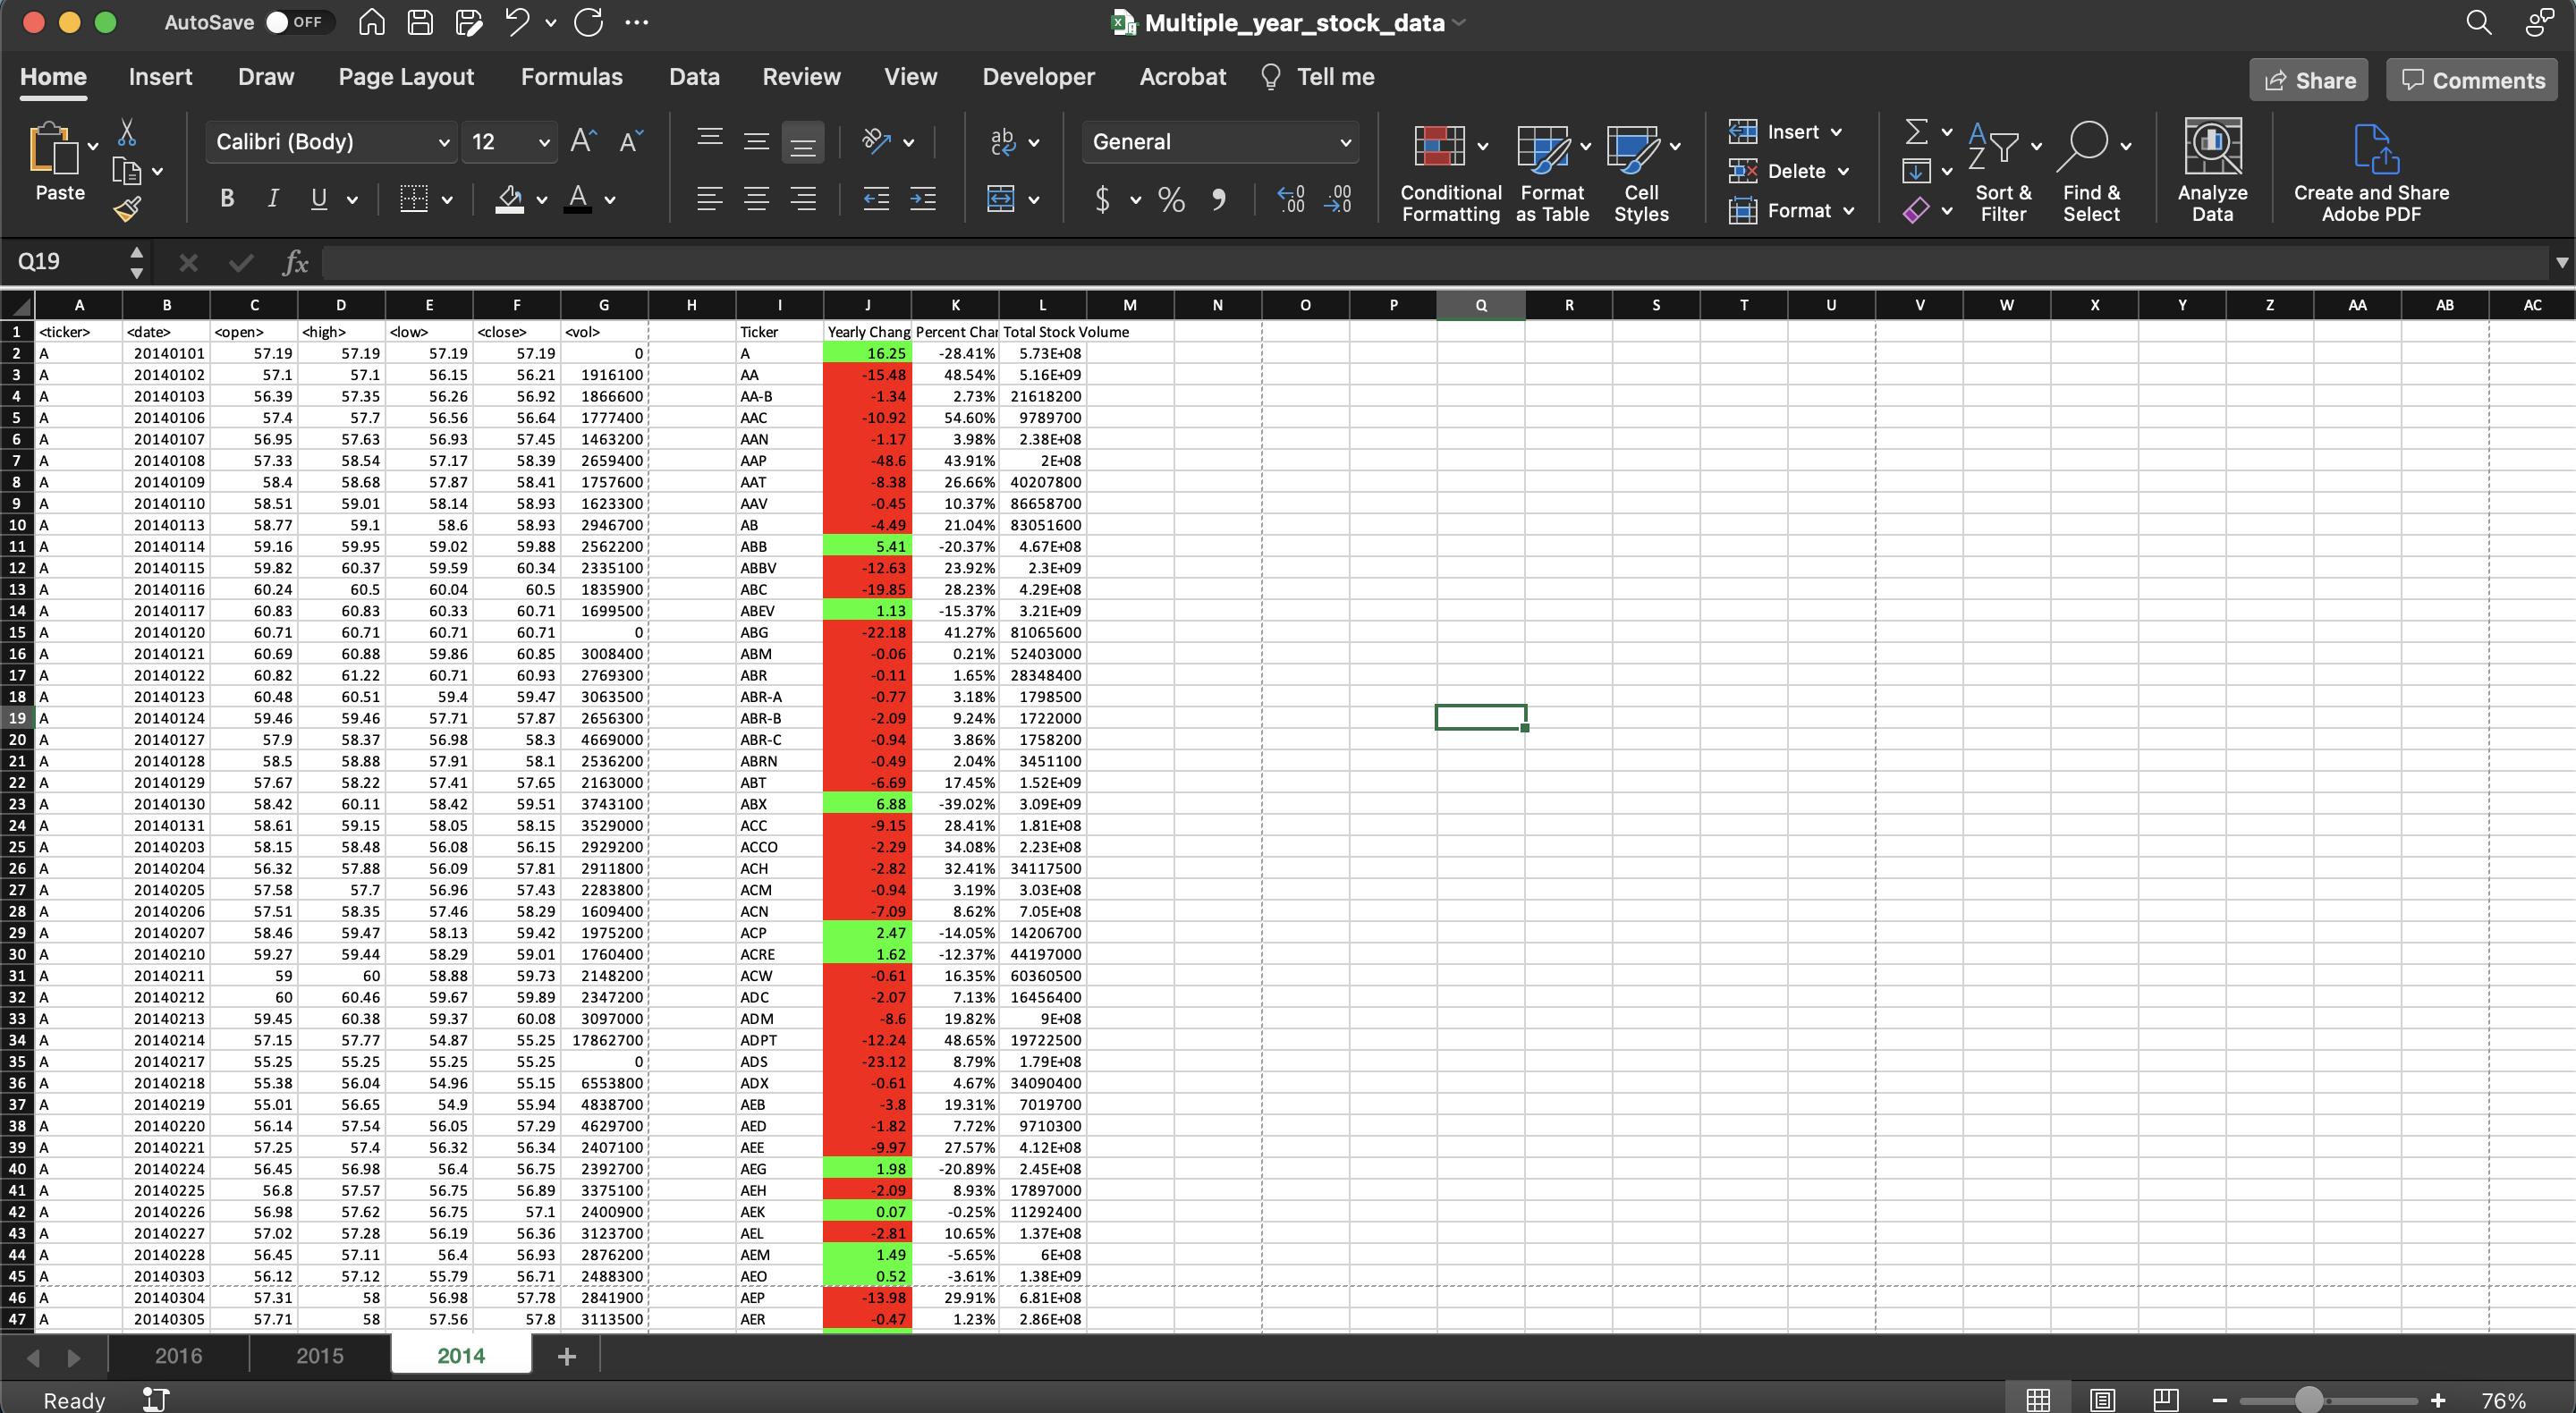 AutoSave OFF Multiple_year_stock_data
Home Insert Draw Page Layout Formulas Data Review View Developer Acrobat Tell me Share Comments
Paste Calibri (Body) 12 General Conditional Formatting Format as Table Cell Styles Insert Delete Format Sort & Filter Find & Select Analyze Data Create and Share Adobe PDF
Q19 fx
A B C D E F G H I J K L M N O P Q R S T U V W X Y Z AA AB AC
1 <ticker> <date> <open> <high> <low> <close> <vol> Ticker Yearly Chang Percent Char Total Stock Volume
2 A 20140101 57.19 57.19 57.19 57.19 0 A 16.25 -28.41% 5.73E+08
3 A 20140102 57.1 57.1 56.15 56.21 1916100 AA -15.48 48.54% 5.16E+09
4 A 20140103 56.39 57.35 56.26 56.92 1866600 AA-B -1.34 2.73% 21618200
5 A 20140106 57.4 57.7 56.56 56.64 1777400 AAC -10.92 54.60% 9789700
6 A 20140107 56.95 57.63 56.93 57.45 1463200 AAN -1.17 3.98% 2.38E+08
7 A 20140108 57.33 58.54 57.17 58.39 2659400 AAP -48.6 43.91% 2E+08
8 A 20140109 58.4 58.68 57.87 58.41 1757600 AAT -8.38 26.66% 40207800
9 A 20140110 58.51 59.01 58.14 58.93 1623300 AAV -0.45 10.37% 86658700
10 A 20140113 58.77 59.1 58.6 58.93 2946700 AB -4.49 21.04% 83051600
11 A 20140114 59.16 59.95 59.02 59.88 2562200 ABB 5.41 -20.37% 4.67E+08
12 A 20140115 59.82 60.37 59.59 60.34 2335100 ABBV -12.63 23.92% 2.3E+09
13 A 20140116 60.24 60.5 60.04 60.5 1835900 ABC -19.85 28.23% 4.29E+08
14 A 20140117 60.83 60.83 60.33 60.71 1699500 ABEV 1.13 -15.37% 3.21E+09
15 A 20140120 60.71 60.71 60.71 60.71 0 ABG -22.18 41.27% 81065600
16 A 20140121 60.69 60.88 59.86 60.85 3008400 ABM -0.06 0.21% 52403000
17 A 20140122 60.82 61.22 60.71 60.93 2769300 ABR -0.11 1.65% 28348400
18 A 20140123 60.48 60.51 59.4 59.47 3063500 ABR-A -0.77 3.18% 1798500
19 A 20140124 59.46 59.46 57.71 57.87 2656300 ABR-B -2.09 9.24% 1722000
20 A 20140127 57.9 58.37 56.98 58.3 4669000 ABR-C -0.94 3.86% 1758200
21 A 20140128 58.5 58.88 57.91 58.1 2536200 ABRN -0.49 2.04% 3451100
22 A 20140129 57.67 58.22 57.41 57.65 2163000 ABT -6.69 17.45% 1.52E+09
23 A 20140130 58.42 60.11 58.42 59.51 3743100 ABX 6.88 -39.02% 3.09E+09
24 A 20140131 58.61 59.15 58.05 58.15 3529000 ACC -9.15 28.41% 1.81E+08
25 A 20140203 58.15 58.48 56.08 56.15 2929200 ACCO -2.29 34.08% 2.23E+08
26 A 20140204 56.32 57.88 56.09 57.81 2911800 ACH -2.82 32.41% 34117500
27 A 20140205 57.58 57.7 56.96 57.43 2283800 ACM -0.94 3.19% 3.03E+08
28 A 20140206 57.51 58.35 57.46 58.29 1609400 ACN -7.09 8.62% 7.05E+08
29 A 20140207 58.46 59.47 58.13 59.42 1975200 ACP 2.47 -14.05% 14206700
30 A 20140210 59.27 59.44 58.29 59.01 1760400 ACRE 1.62 -12.37% 44197000
31 A 20140211 59 60 58.88 59.73 2148200 ACW -0.61 16.35% 60360500
32 A 20140212 60 60.46 59.67 59.89 2347200 ADC -2.07 7.13% 16456400
33 A 20140213 59.45 60.38 59.37 60.08 3097000 ADM -8.6 19.82% 9E+08
34 A 20140214 57.15 57.77 54.87 55.25 17862700 ADPT -12.24 48.65% 19722500
35 A 20140217 55.25 55.25 55.25 55.25 0 ADS -23.12 8.79% 1.79E+08
36 A 20140218 55.38 56.04 54.96 55.15 6553800 ADX -0.61 4.67% 34090400
37 A 20140219 55.01 56.65 54.9 55.94 4838700 AEB -3.8 19.31% 7019700
38 A 20140220 56.14 57.54 56.05 57.29 4629700 AED -1.82 7.72% 9710300
39 A 20140221 57.25 57.4 56.32 56.34 2407100 AEE -9.97 27.57% 4.12E+08
40 A 20140224 56.45 56.98 56.4 56.75 2392700 AEG 1.98 -20.89% 2.45E+08
41 A 20140225 56.8 57.57 56.75 56.89 3375100 AEH -2.09 8.93% 17897000
42 A 20140226 56.98 57.62 56.75 57.1 2400900 AEK 0.07 -0.25% 11292400
43 A 20140227 57.02 57.28 56.19 56.36 3123700 AEL -2.81 10.65% 1.37E+08
44 A 20140228 56.45 57.11 56.4 56.93 2876200 AEM 1.49 -5.65% 6E+08
45 A 20140303 56.12 57.12 55.79 56.71 2488300 AEO 0.52 -3.61% 1.38E+09
46 A 20140304 57.31 58 56.98 57.78 2841900 AEP -13.98 29.91% 6.81E+08
47 A 20140305 57.71 58 57.56 57.8 3113500 AER -0.47 1.23% 2.86E+08
2016 2015 2014
Ready 76%